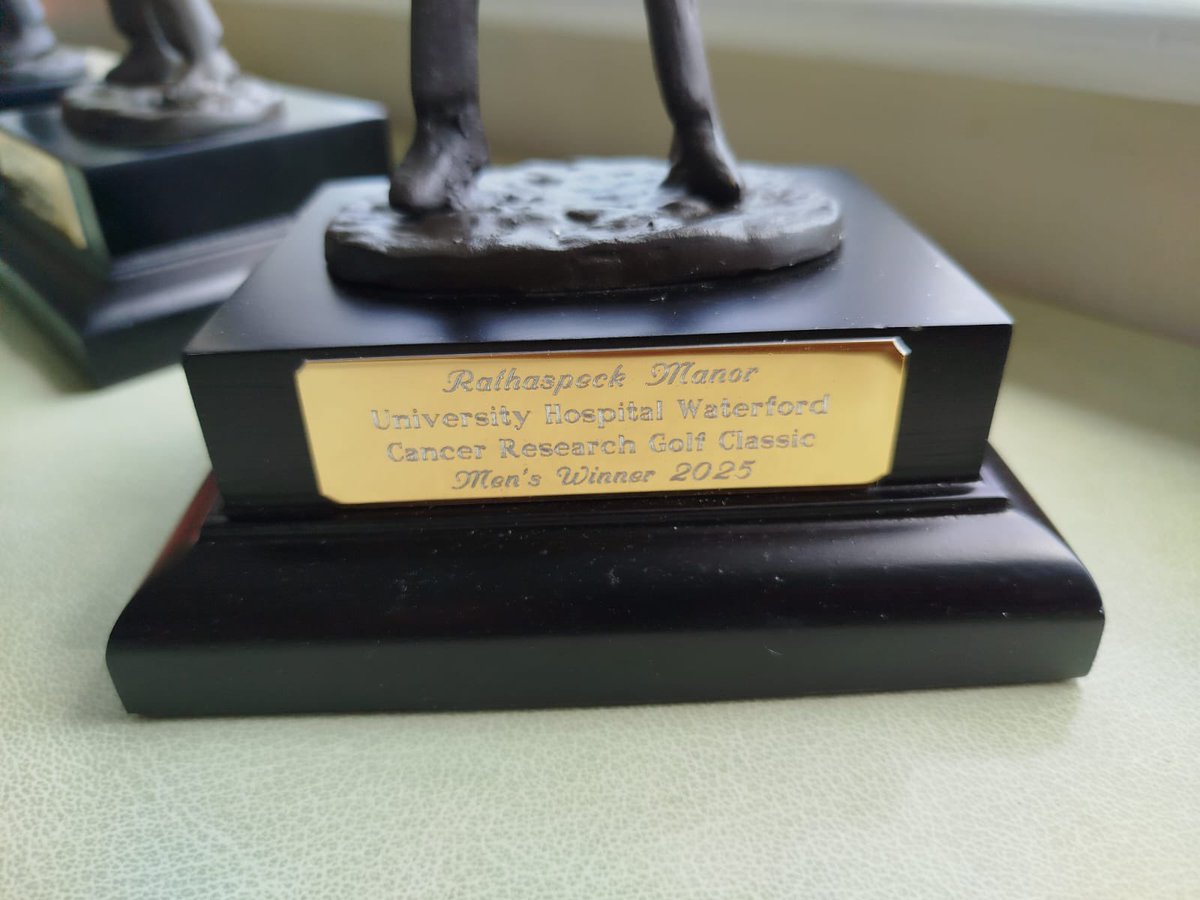 Rathaspeck Manor
University Hospital Waterford
Cancer Research Golf Classic
Men's Winner 2025